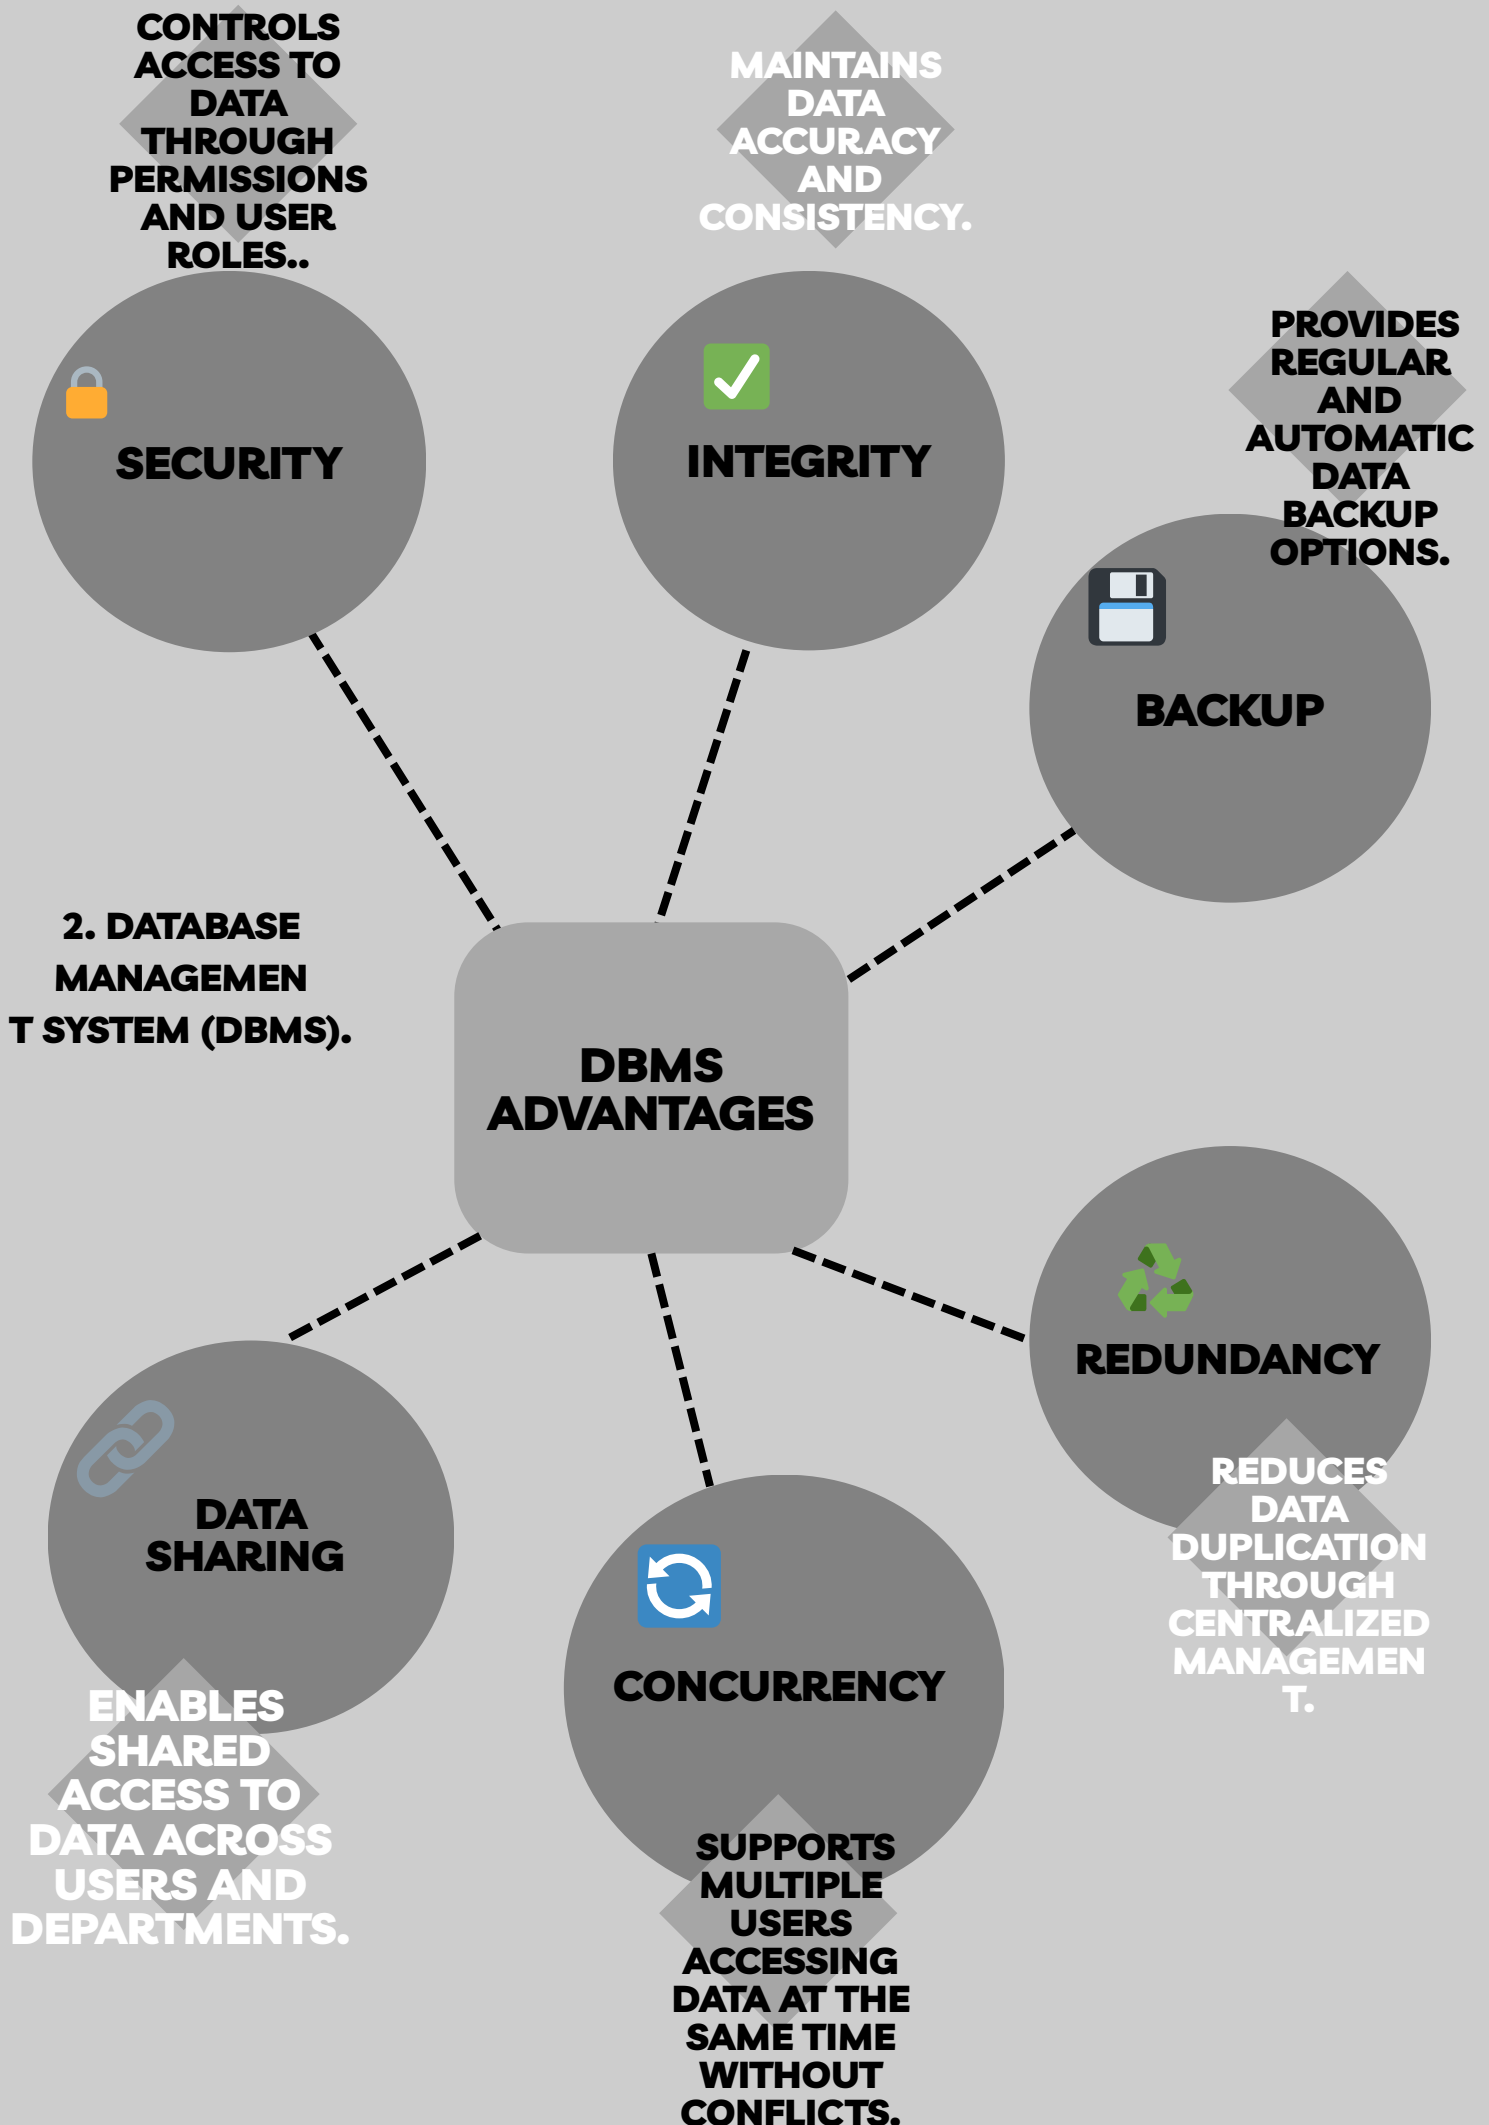 CONTROLS
ACCESS TO
DATA
THROUGH
PERMISSIONS
AND USER
ROLES..
SECURITY
MAINTAINS
DATA
ACCURACY
AND
CONSISTENCY.
INTEGRITY
PROVIDES
REGULAR
AND
AUTOMATIC
DATA
BACKUP
OPTIONS.
BACKUP
2. DATABASE
MANAGEMEN
T SYSTEM (DBMS).
DBMS
ADVANTAGES
REDUNDANCY
REDUCES
DATA
DUPLICATION
THROUGH
CENTRALIZED
MANAGEMEN
T.
DATA
SHARING
ENABLES
SHARED
ACCESS TO
DATA ACROSS
USERS AND
DEPARTMENTS.
CONCURRENCY
SUPPORTS
MULTIPLE
USERS
ACCESSING
DATA AT THE
SAME TIME
WITHOUT
CONFLICTS.